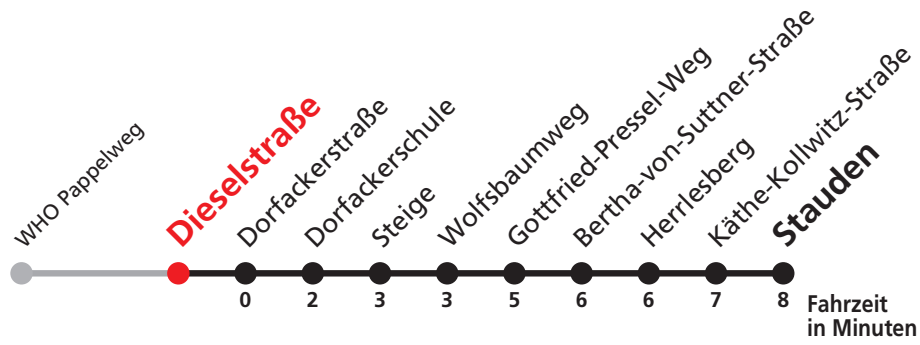 WHO Pappelweg
Dieselstraße
Dorfackerstraße
Dorfackerschule
Steige
Wolfsbaumweg
Gottfried-Pressel-Weg
Bertha-von-Suttner-Straße
Herrlesberg
Käthe-Kollwitz-Straße
Stauden
0 2 3 3 5 6 6 7 8
Fahrzeit
in Minuten